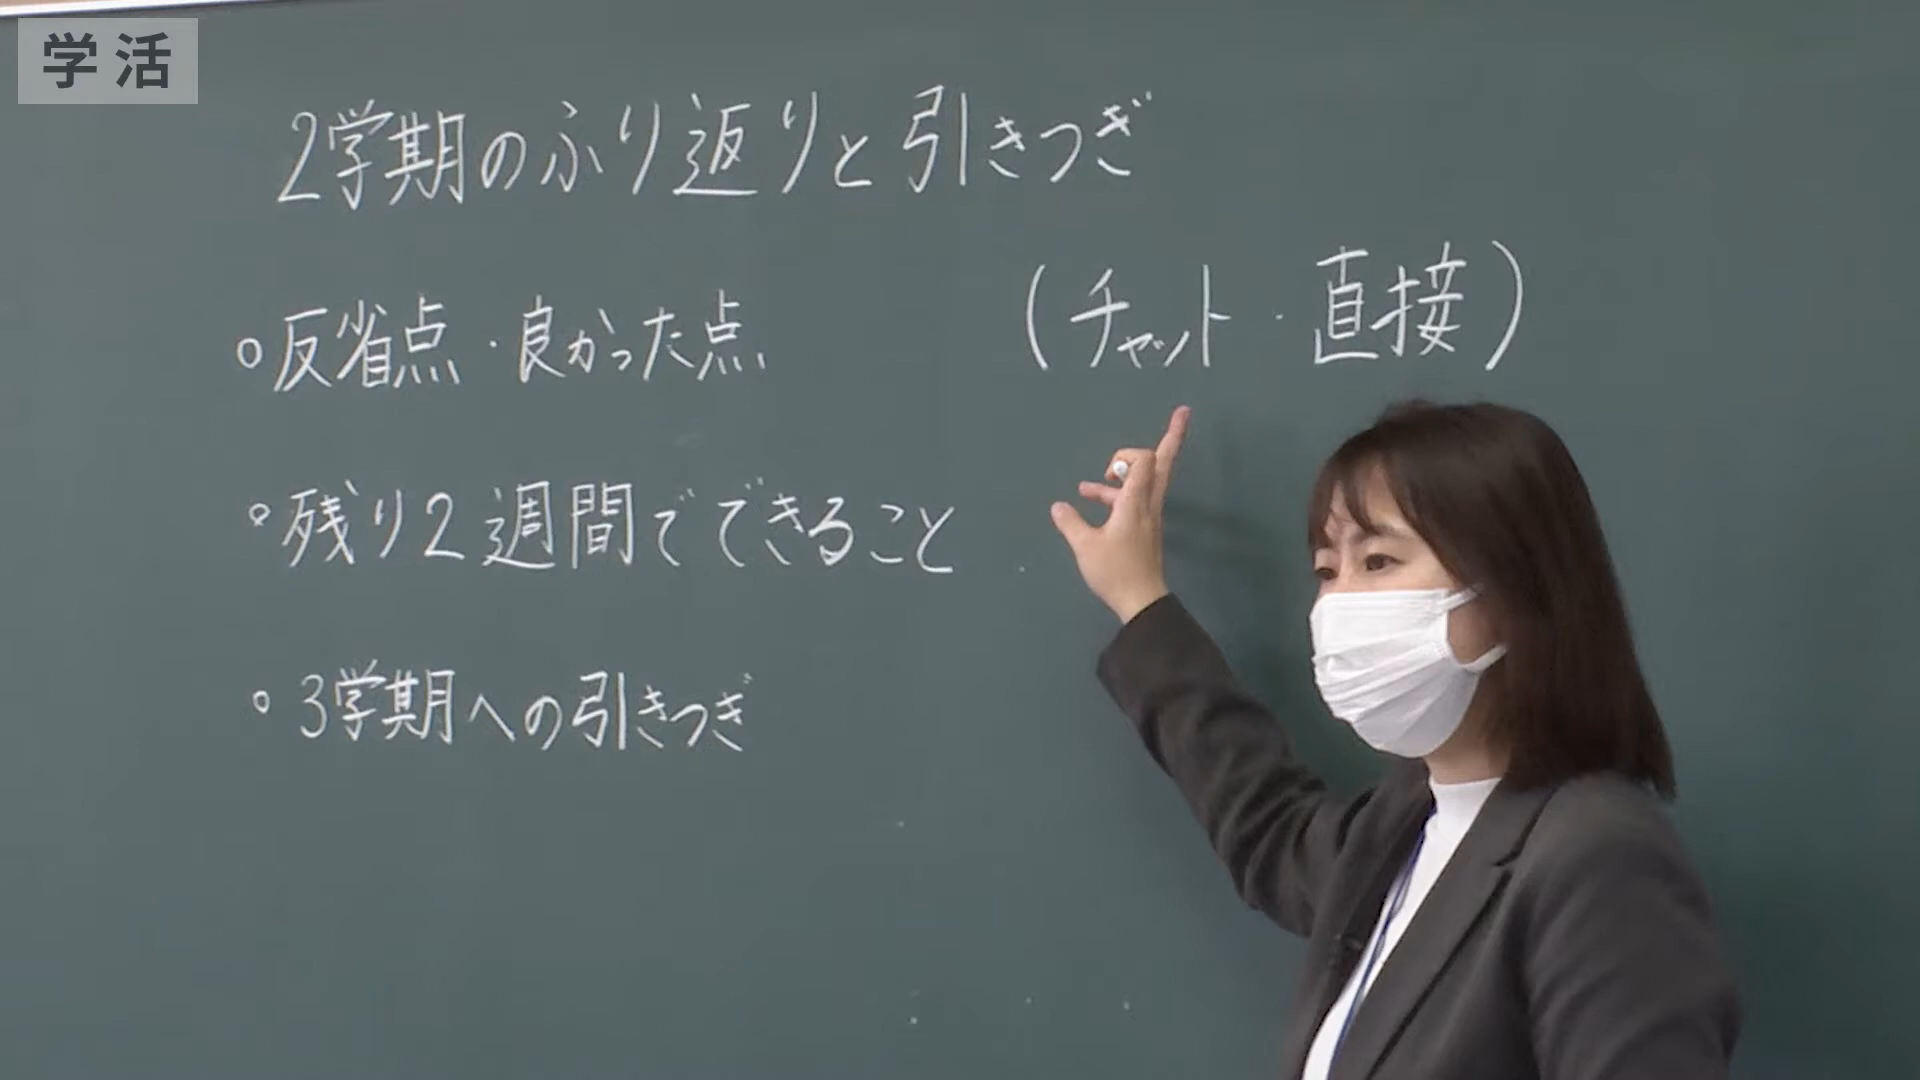 学活
2学期のふり返りと引きつぎ
(チャット・直接)
○反省点・良かった点
○残り2週間でできること
○3学期への引きつぎ